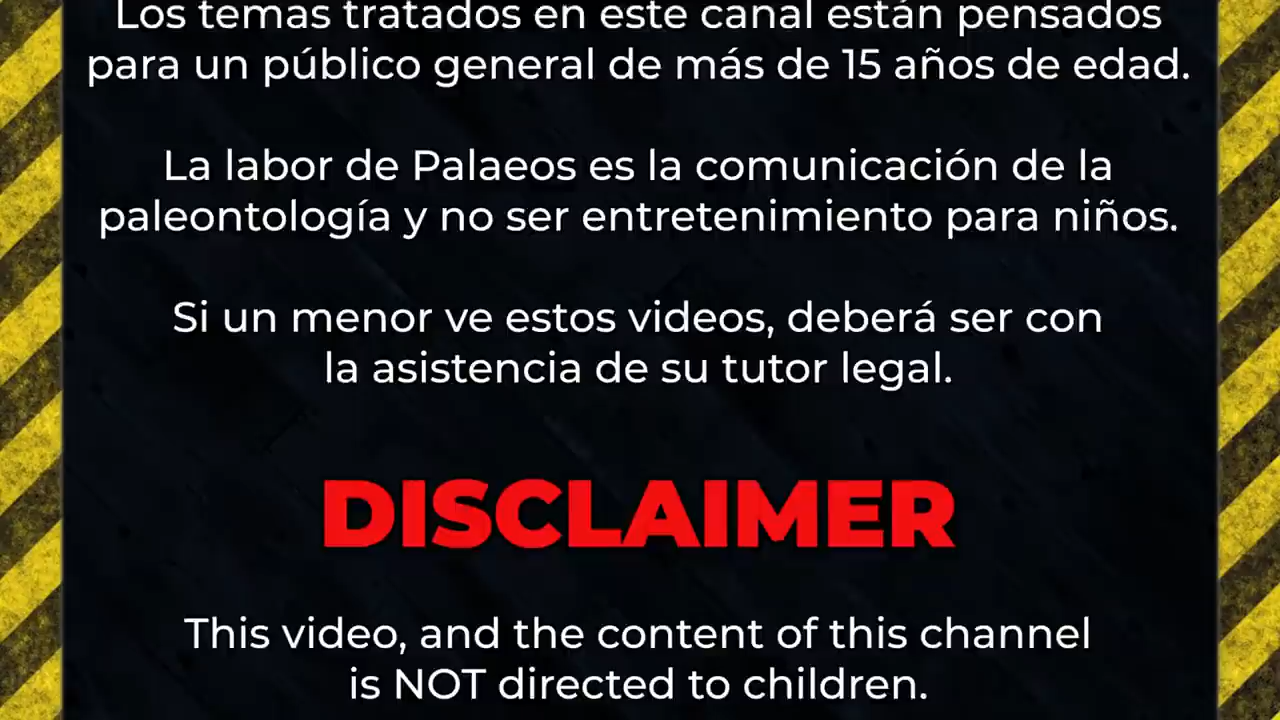 Los temas tratados en este canal están pensados
para un público general de más de 15 años de edad.
La labor de Palaeos es la comunicación de la
paleontología y no ser entretenimiento para niños.
Si un menor ve estos videos, deberá ser con
la asistencia de su tutor legal.
DISCLAIMER
This video, and the content of this channel
is NOT directed to children.